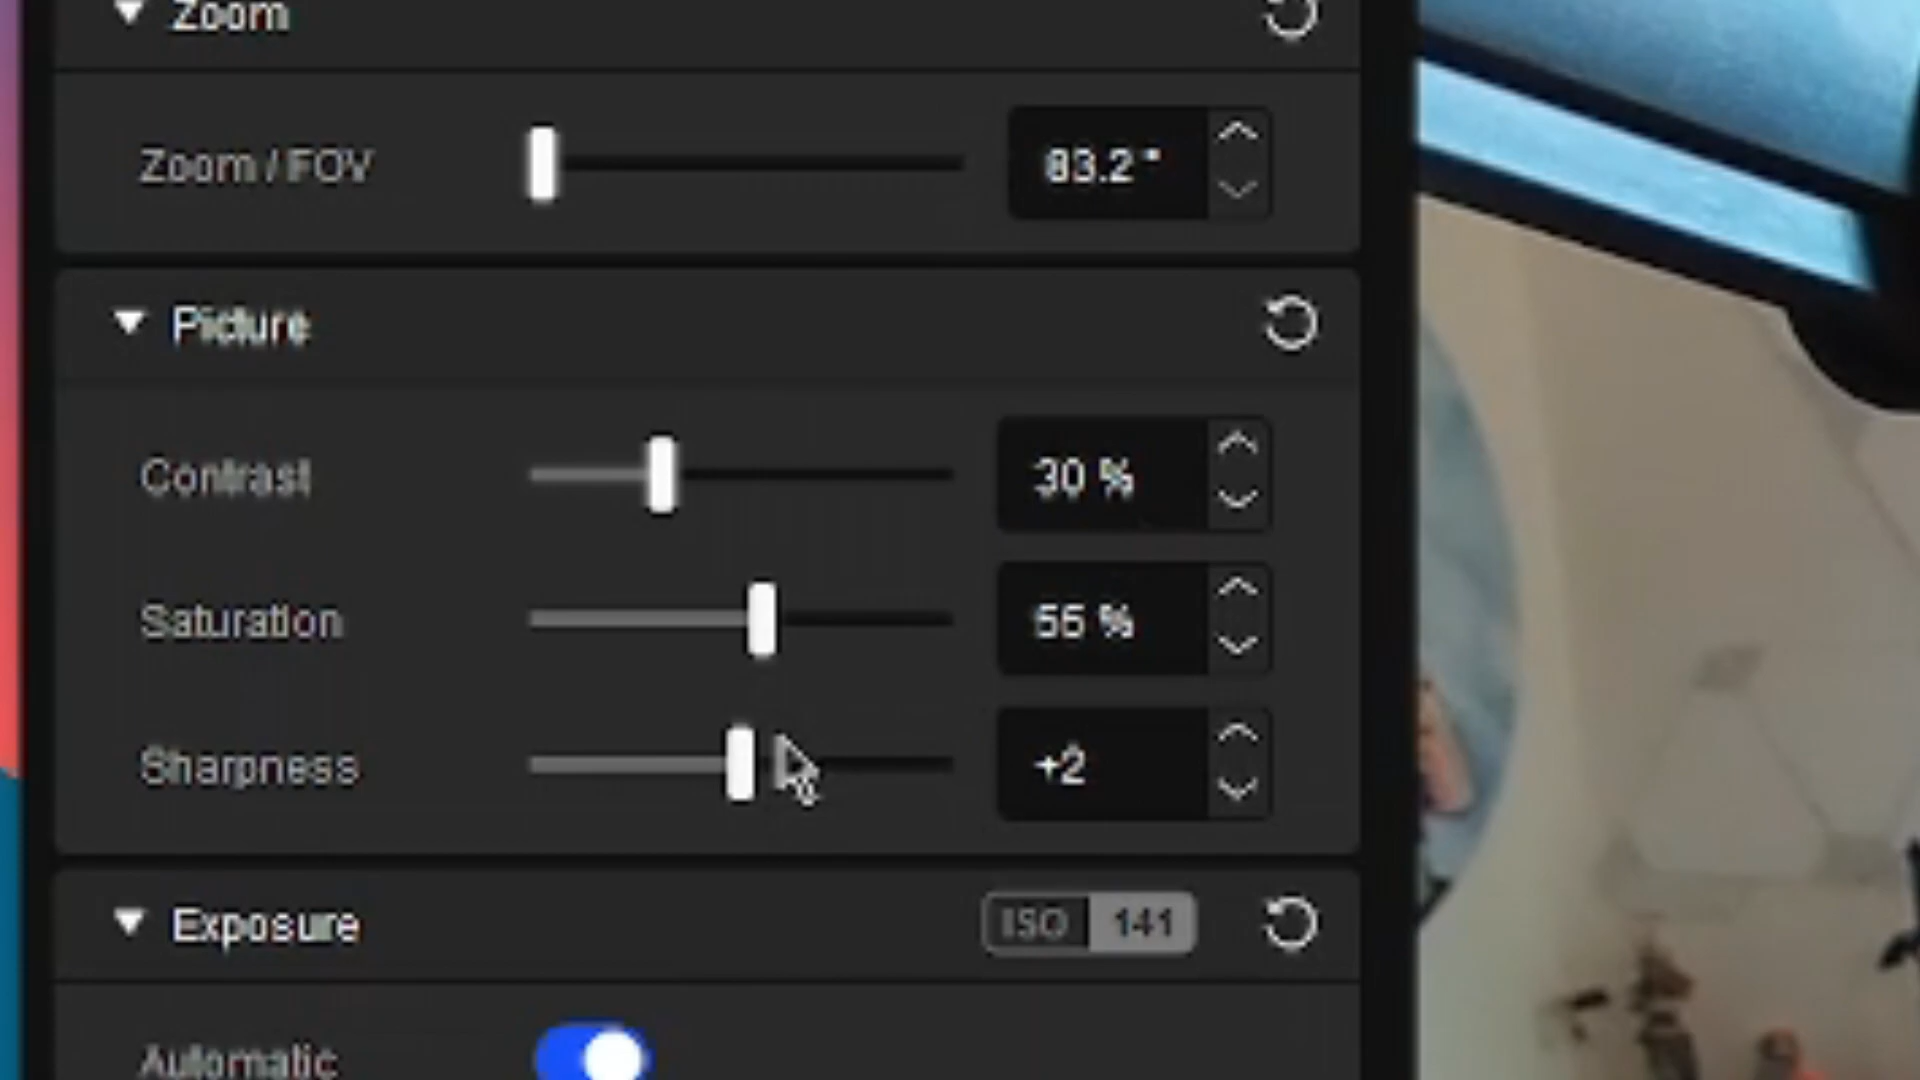 Zoom
Zoom / FOV
83.2°
Picture
Contrast
30 %
Saturation
55 %
Sharpness
+2
Exposure
ISO 141
Automatic